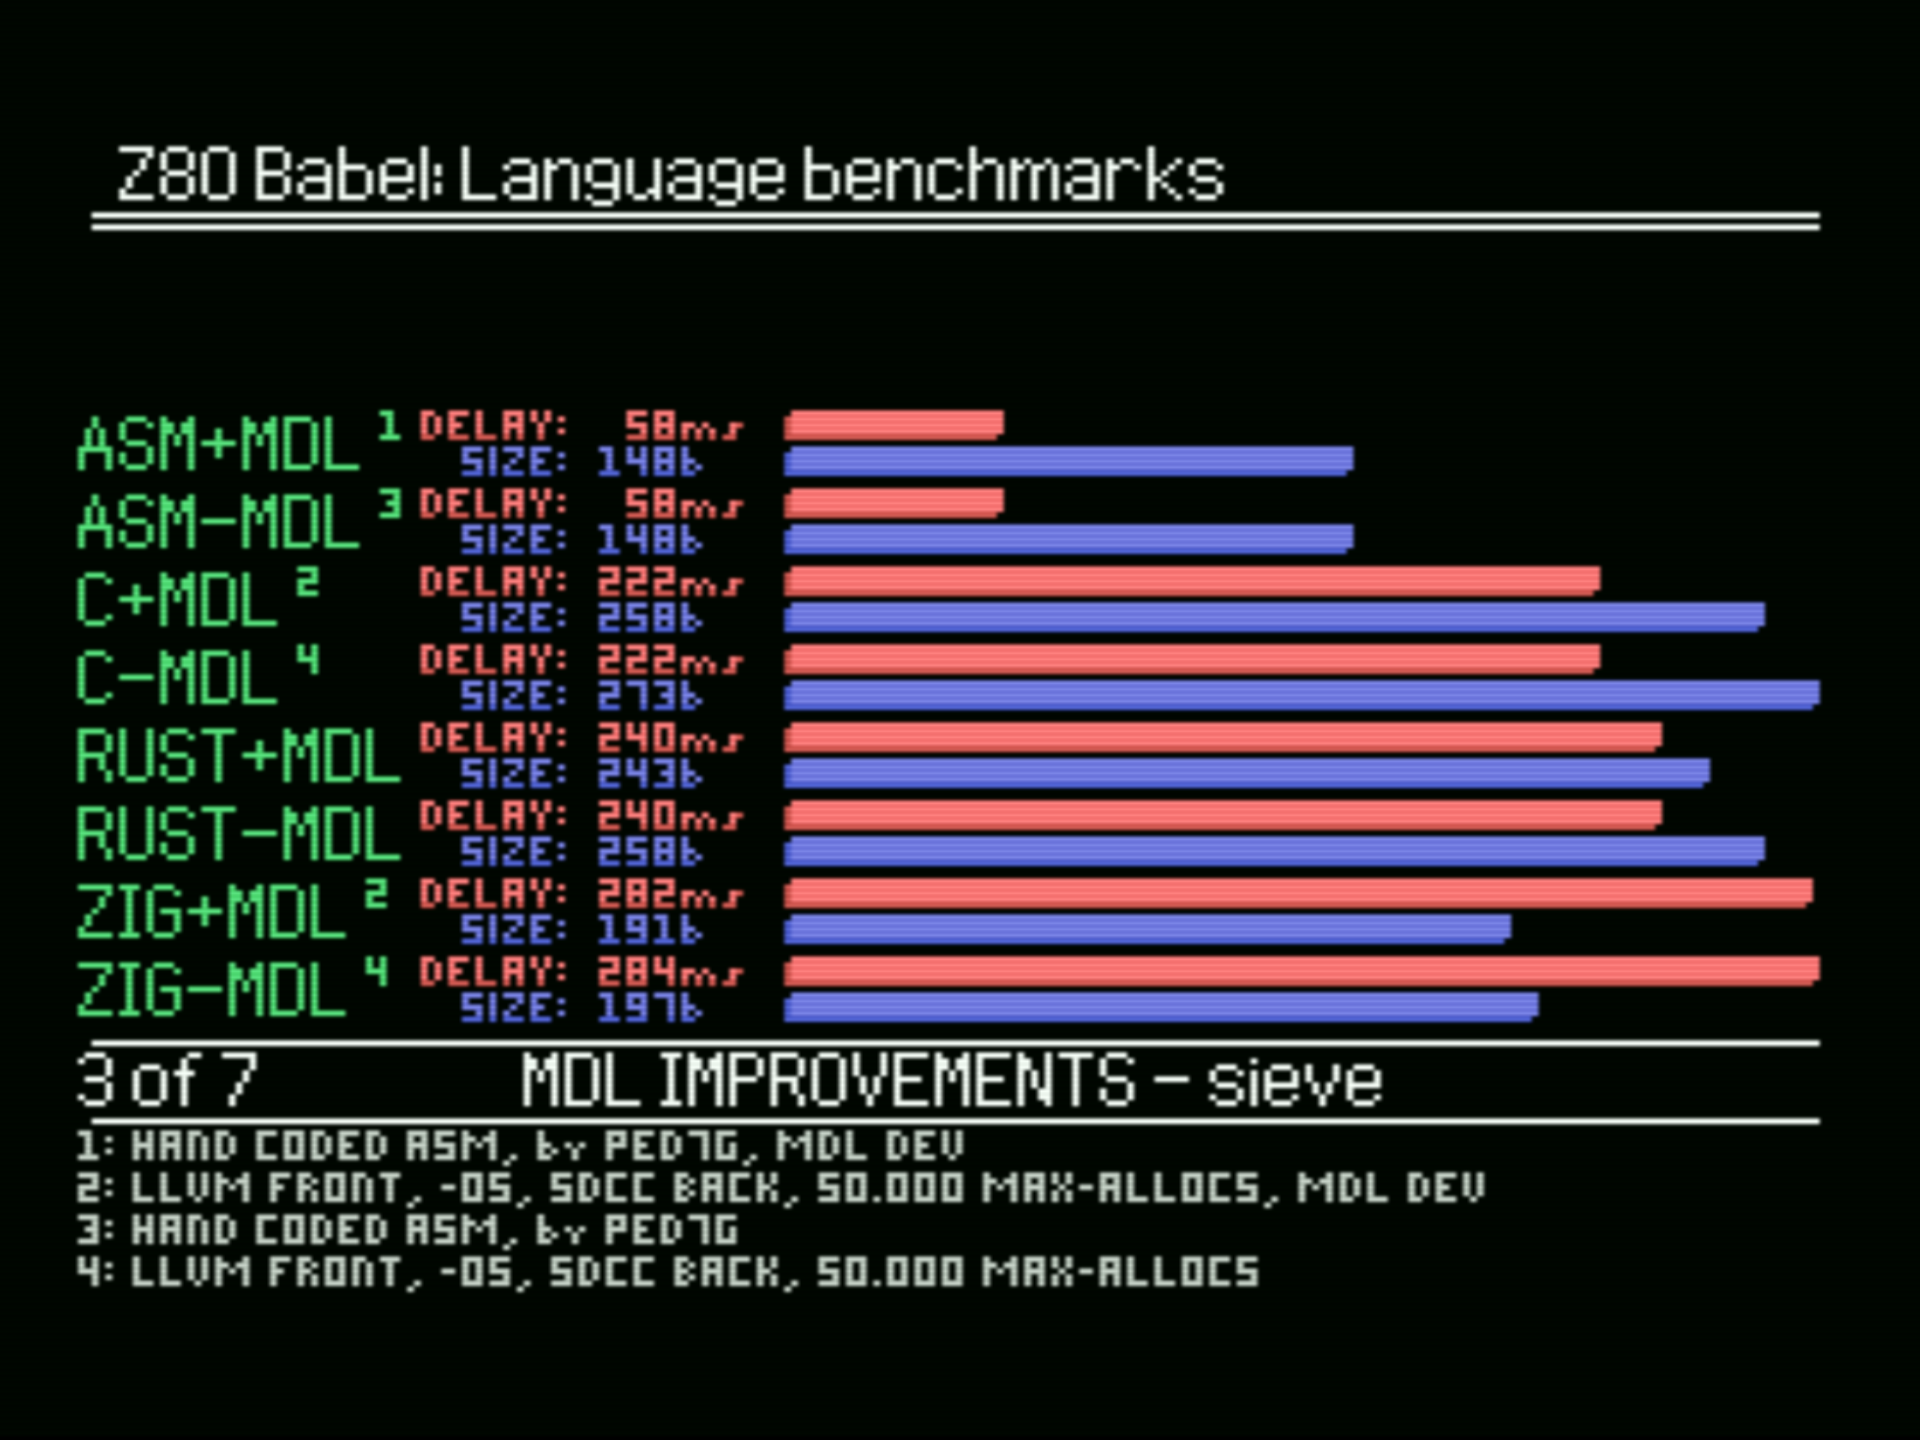 Z80 Babel: Language benchmarks
ASM+MDL 1 DELAY: 58ms
SIZE: 148b
ASM-MDL 3 DELAY: 58ms
SIZE: 148b
C+MDL 2 DELAY: 222ms
SIZE: 258b
C-MDL 4 DELAY: 222ms
SIZE: 273b
RUST+MDL DELAY: 240ms
SIZE: 243b
RUST-MDL DELAY: 240ms
SIZE: 258b
ZIG+MDL 2 DELAY: 282ms
SIZE: 191b
ZIG-MDL 4 DELAY: 284ms
SIZE: 197b
3 of 7 MDL IMPROVEMENTS - sieve
1: HAND CODED ASM, by PED7G, MDL DEV
2: LLVM FRONT, -OS, SDCC BACK, 50.000 MAX-ALLOCS, MDL DEV
3: HAND CODED ASM, by PED7G
4: LLVM FRONT, -OS, SDCC BACK, 50.000 MAX-ALLOCS